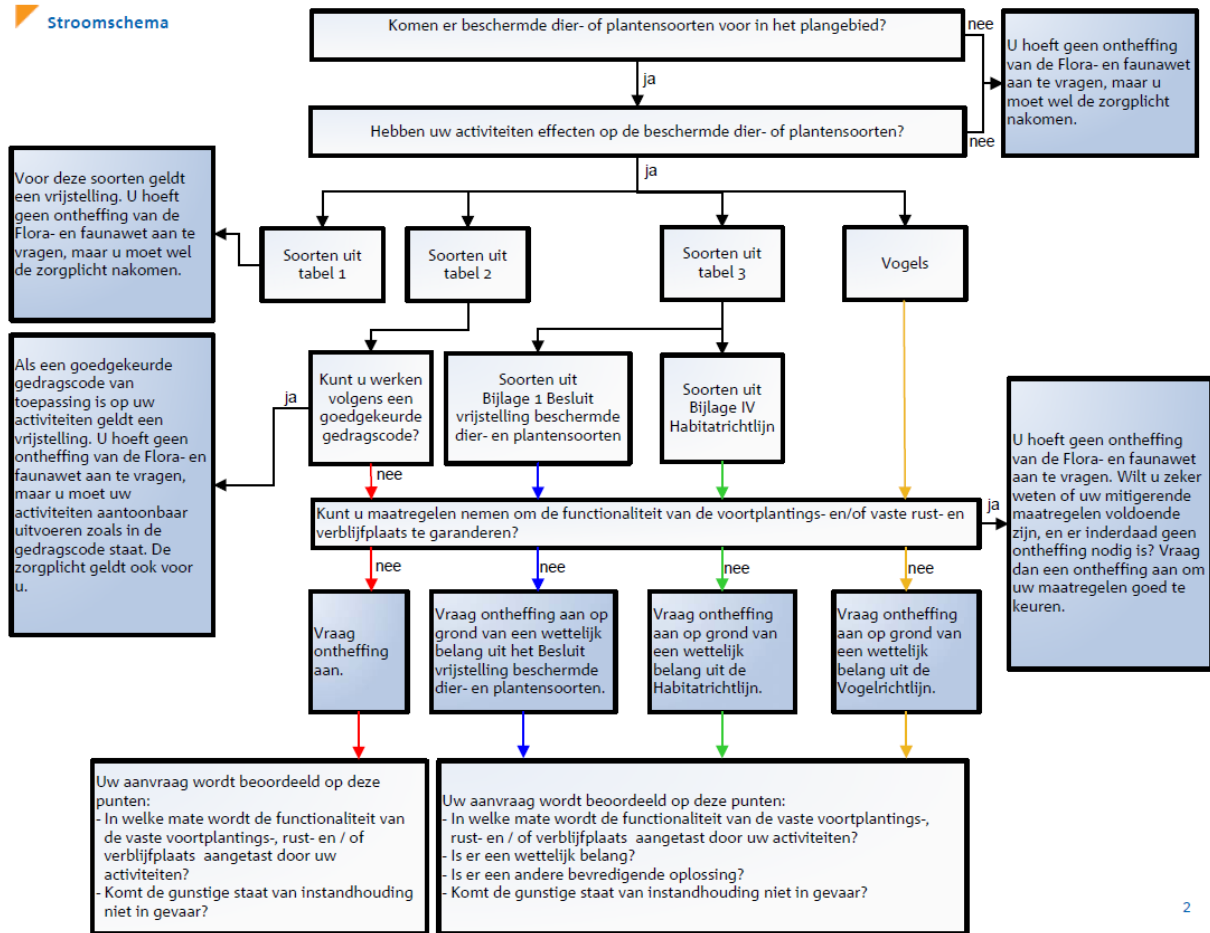 Stroomschema
Komen er beschermde dier- of plantensoorten voor in het plangebied?
nee
U hoeft geen ontheffing
van de Flora- en faunawet
aan te vragen, maar u
moet wel de zorgplicht
nakomen.
ja
Hebben uw activiteiten effecten op de beschermde dier- of plantensoorten?
nee
ja
Voor deze soorten geldt
een vrijstelling. U hoeft
geen ontheffing van de
Flora- en faunawet aan te
vragen, maar u moet wel
de zorgplicht nakomen.
Soorten uit
tabel 1
Soorten uit
tabel 2
Soorten uit
tabel 3
Vogels
Als een goedgekeurde
gedragscode van
toepassing is op uw
activiteiten geldt een
vrijstelling. U hoeft geen
ontheffing van de Flora- en
faunawet aan te vragen,
maar u moet uw
activiteiten aantoonbaar
uitvoeren zoals in de
gedragscode staat. De
zorgplicht geldt ook voor
u.
ja
Kunt u werken
volgens een
goedgekeurde
gedragscode?
nee
Soorten uit
Bijlage 1 Besluit
vrijstelling beschermde
dier- en plantensoorten
Soorten uit
Bijlage IV
Habitatrichtlijn
Kunt u maatregelen nemen om de functionaliteit van de voortplantings- en/of vaste rust- en
verblijfplaats te garanderen?
ja
U hoeft geen ontheffing
van de Flora- en faunawet
aan te vragen. Wilt u zeker
weten of uw mitigerende
maatregelen voldoende
zijn, en er inderdaad geen
ontheffing nodig is? Vraag
dan een ontheffing aan om
uw maatregelen goed te
keuren.
nee
nee
nee
nee
Vraag
ontheffing
aan.
Vraag ontheffing aan op
grond van een wettelijk
belang uit het Besluit
vrijstelling beschermde
dier- en plantensoorten.
Vraag ontheffing
aan op grond van
een wettelijk
belang uit de
Habitatrichtlijn.
Vraag ontheffing
aan op grond van
een wettelijk
belang uit de
Vogelrichtlijn.
Uw aanvraag wordt beoordeeld op deze
punten:
- In welke mate wordt de functionaliteit van
de vaste voortplantings-, rust- en / of
verblijfplaats aangetast door uw
activiteiten?
- Komt de gunstige staat van instandhouding
niet in gevaar?
Uw aanvraag wordt beoordeeld op deze punten:
- In welke mate wordt de functionaliteit van de vaste voortplantings-,
rust- en / of verblijfplaats aangetast door uw activiteiten?
- Is er een wettelijk belang?
- Is er een andere bevredigende oplossing?
- Komt de gunstige staat van instandhouding niet in gevaar?
2